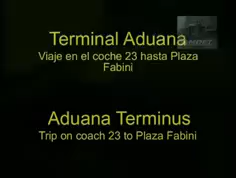 Terminal Aduana
Viaje en el coche 23 hasta Plaza
Fabini
Aduana Terminus
Trip on coach 23 to Plaza Fabini